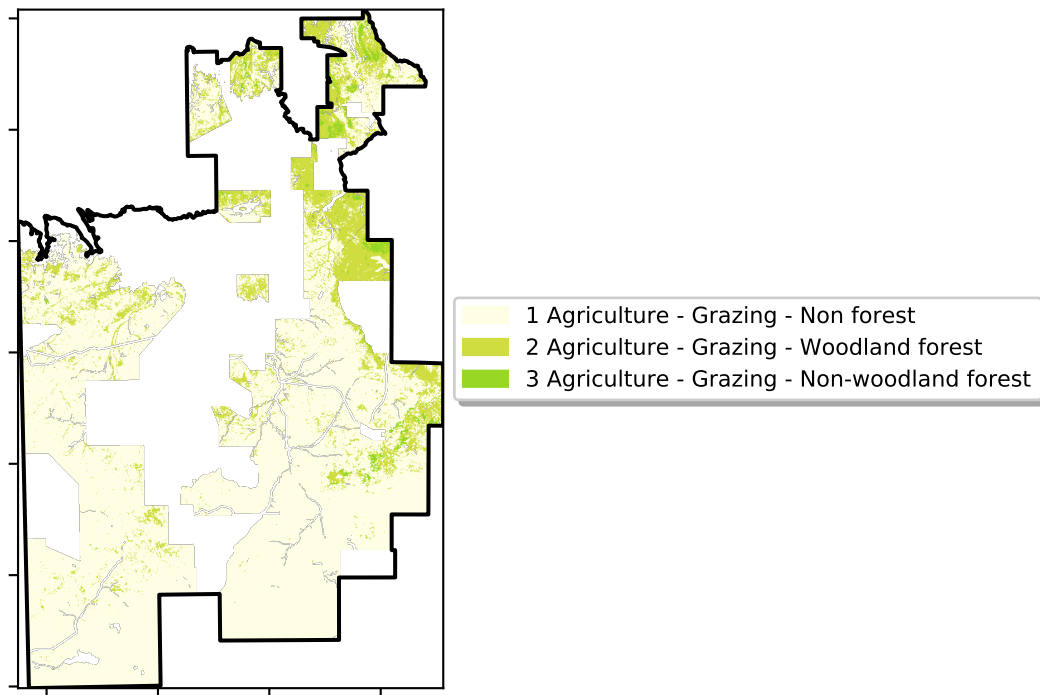 1 Agriculture - Grazing - Non forest
2 Agriculture - Grazing - Woodland forest
3 Agriculture - Grazing - Non-woodland forest